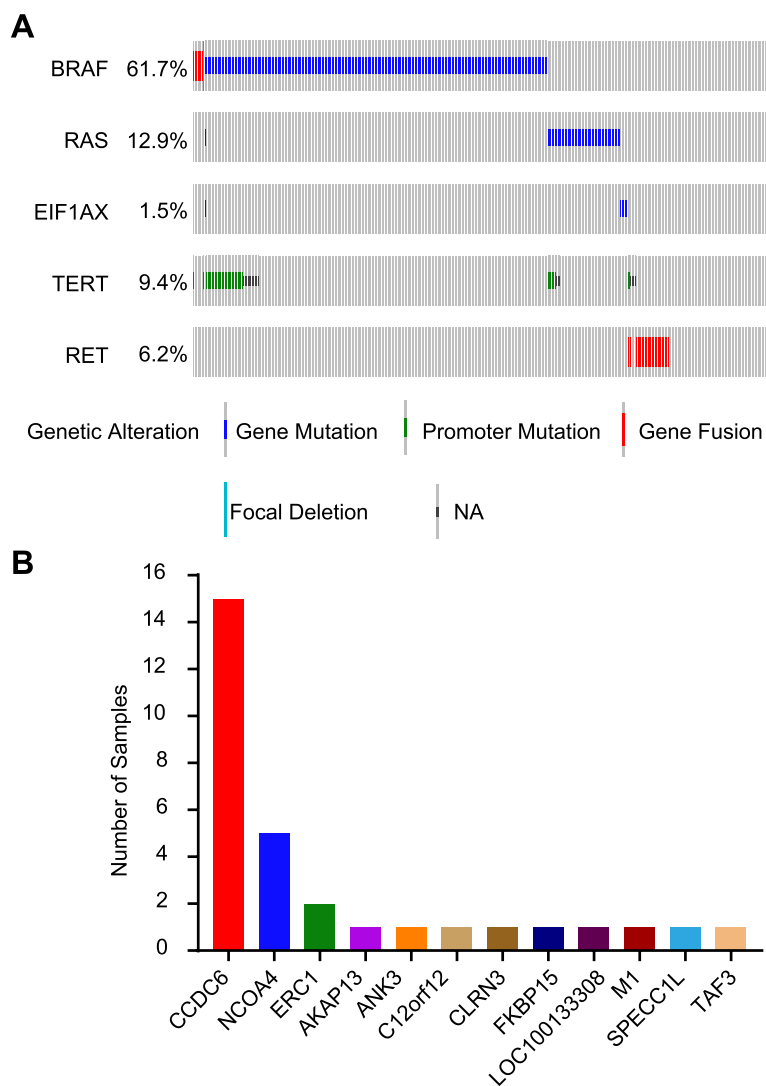 A
BRAF 61.7%
RAS 12.9%
EIF1AX 1.5%
TERT 9.4%
RET 6.2%
Genetic Alteration Gene Mutation Promoter Mutation Gene Fusion
Focal Deletion NA
B
Number of Samples
16
14
12
10
8
6
4
2
0
CCDC6
NCOA4
ERC1
AKAP13
ANK3
C12orf12
CLRN3
FKBP15
LOC100133308
M1
SPECC1L
TAF3